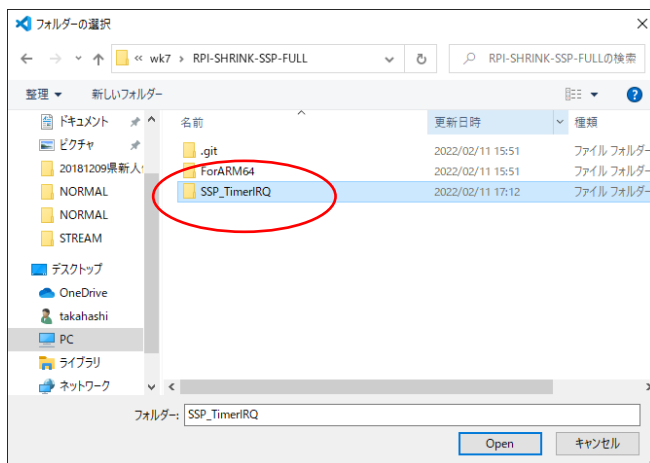 フォルダーの選択
« wk7 › RPI-SHRINK-SSP-FULL
RPI-SHRINK-SSP-FULLの検索
整理 新しいフォルダー
名前 更新日時 種類
ドキュメント
ピクチャ
20181209県新人
NORMAL
NORMAL
STREAM
デスクトップ
OneDrive
takahashi
PC
ライブラリ
ネットワーク
.git 2022/02/11 15:51 ファイル フォルダー
ForARM64 2022/02/11 15:51 ファイル フォルダー
SSP_TimerIRQ 2022/02/11 17:12 ファイル フォルダー
フォルダー: SSP_TimerIRQ
Open キャンセル